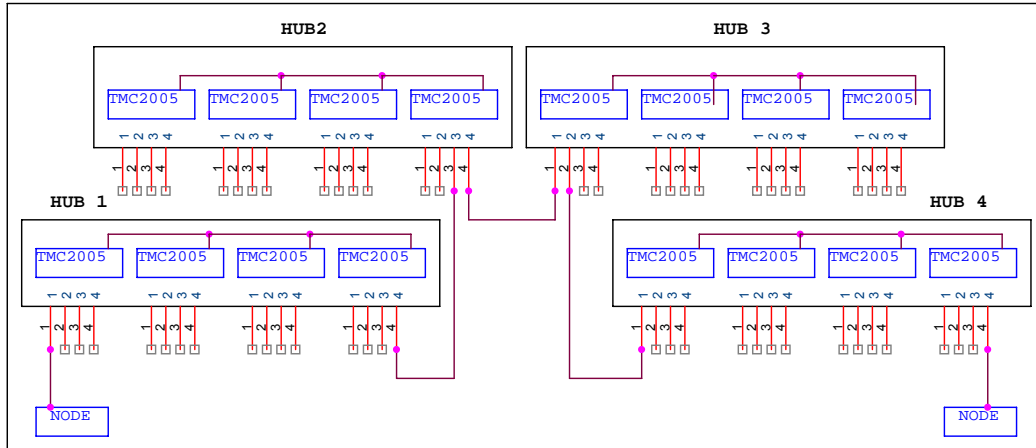 HUB2 HUB 3
TMC2005 TMC2005 TMC2005 TMC2005 TMC2005 TMC2005 TMC2005 TMC2005
1 2 3 4 1 2 3 4 1 2 3 4 1 2 3 4 1 2 3 4 1 2 3 4 1 2 3 4 1 2 3 4
1 2 3 4 1 2 3 4 1 2 3 4 1 2 3 4 1 2 3 4 1 2 3 4 1 2 3 4 1 2 3 4
HUB 1 HUB 4
TMC2005 TMC2005 TMC2005 TMC2005 TMC2005 TMC2005 TMC2005 TMC2005
1 2 3 4 1 2 3 4 1 2 3 4 1 2 3 4 1 2 3 4 1 2 3 4 1 2 3 4 1 2 3 4
1 2 3 4 1 2 3 4 1 2 3 4 1 2 3 4 1 2 3 4 1 2 3 4 1 2 3 4 1 2 3 4
NODE NODE